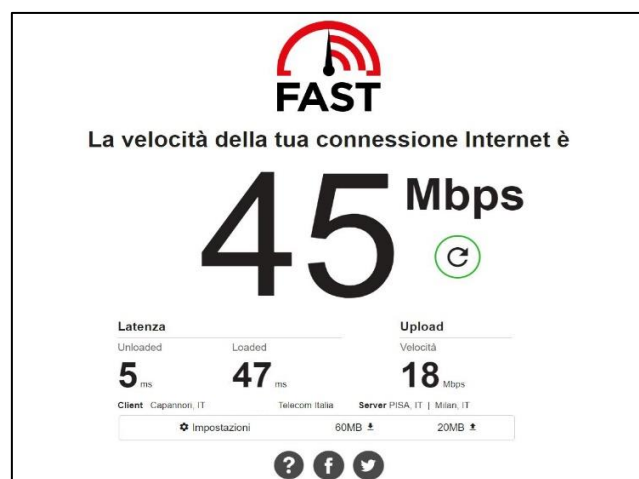 FAST
La velocità della tua connessione Internet è
45 Mbps
Latenza Upload
Unloaded Loaded Velocità
5 ms 47 ms 18 Mbps
Client Capannori, IT Telecom Italia Server PISA, IT | Milan, IT
Impostazioni 60MB 20MB
?